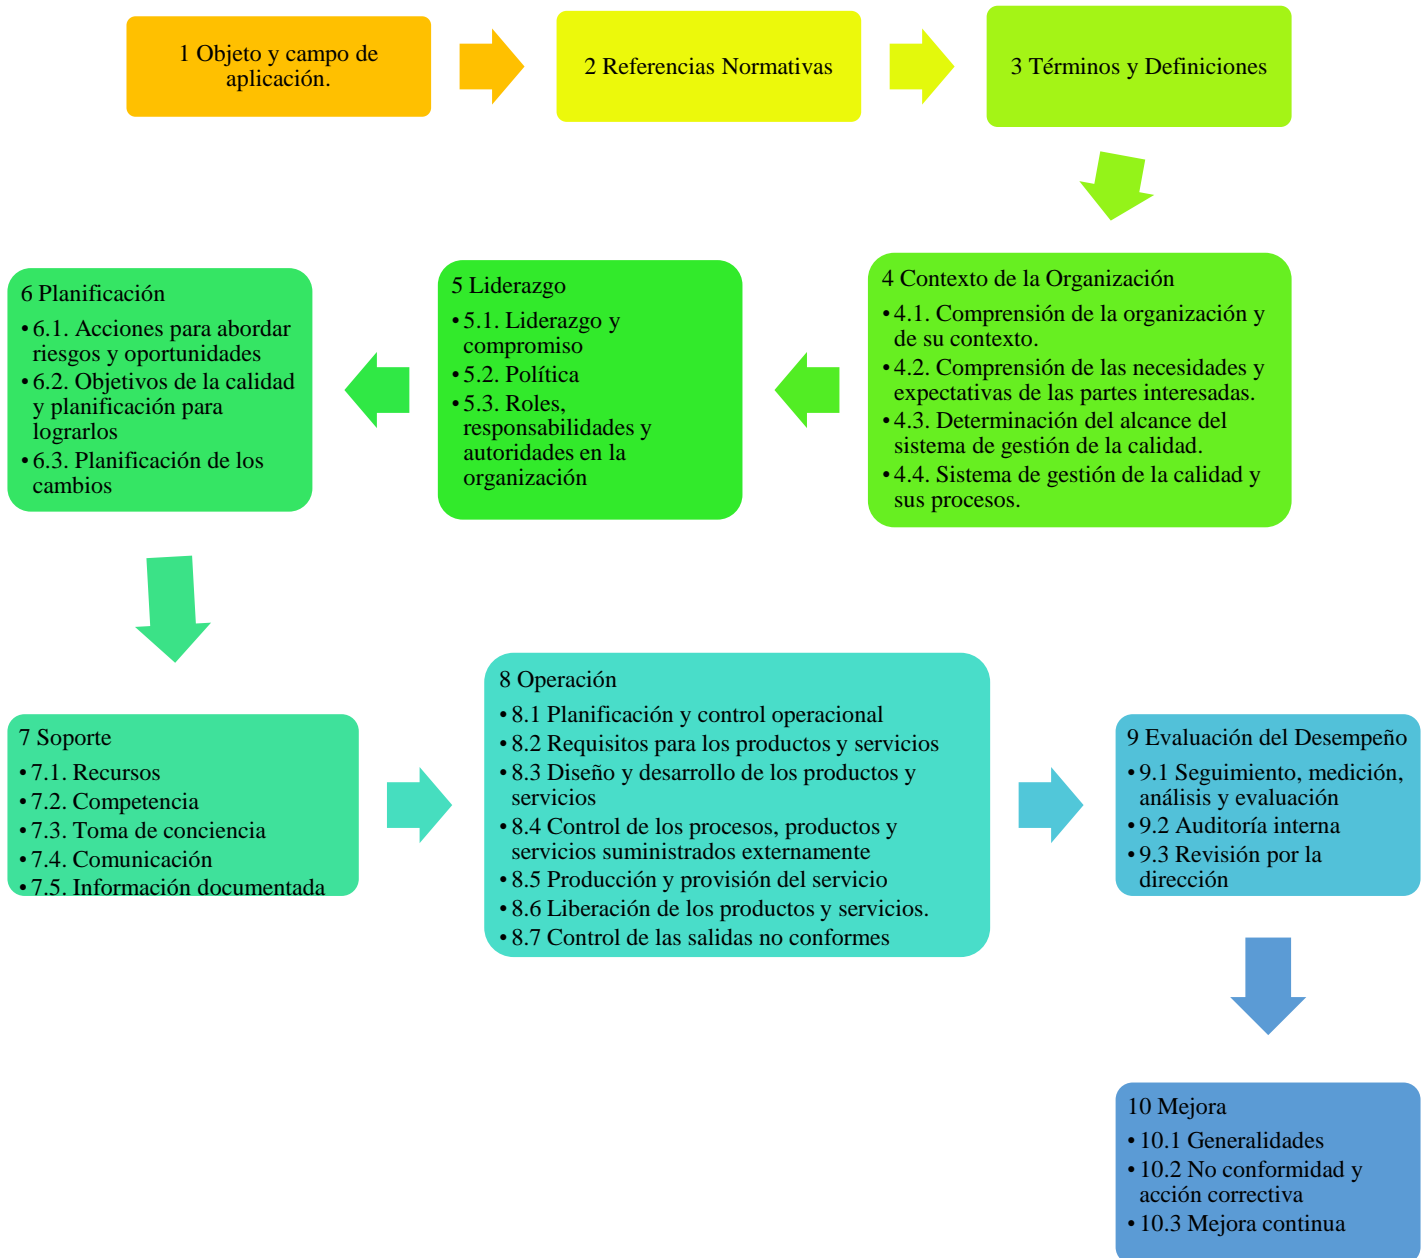 1 Objeto y campo de
aplicación.
2 Referencias Normativas
3 Términos y Definiciones
4 Contexto de la Organización
• 4.1. Comprensión de la organización y
de su contexto.
• 4.2. Comprensión de las necesidades y
expectativas de las partes interesadas.
• 4.3. Determinación del alcance del
sistema de gestión de la calidad.
• 4.4. Sistema de gestión de la calidad y
sus procesos.
5 Liderazgo
• 5.1. Liderazgo y
compromiso
• 5.2. Política
• 5.3. Roles,
responsabilidades y
autoridades en la
organización
6 Planificación
• 6.1. Acciones para abordar
riesgos y oportunidades
• 6.2. Objetivos de la calidad
y planificación para
lograrlos
• 6.3. Planificación de los
cambios
7 Soporte
• 7.1. Recursos
• 7.2. Competencia
• 7.3. Toma de conciencia
• 7.4. Comunicación
• 7.5. Información documentada
8 Operación
• 8.1 Planificación y control operacional
• 8.2 Requisitos para los productos y servicios
• 8.3 Diseño y desarrollo de los productos y
servicios
• 8.4 Control de los procesos, productos y
servicios suministrados externamente
• 8.5 Producción y provisión del servicio
• 8.6 Liberación de los productos y servicios.
• 8.7 Control de las salidas no conformes
9 Evaluación del Desempeño
• 9.1 Seguimiento, medición,
análisis y evaluación
• 9.2 Auditoría interna
• 9.3 Revisión por la
dirección
10 Mejora
• 10.1 Generalidades
• 10.2 No conformidad y
acción correctiva
• 10.3 Mejora continua